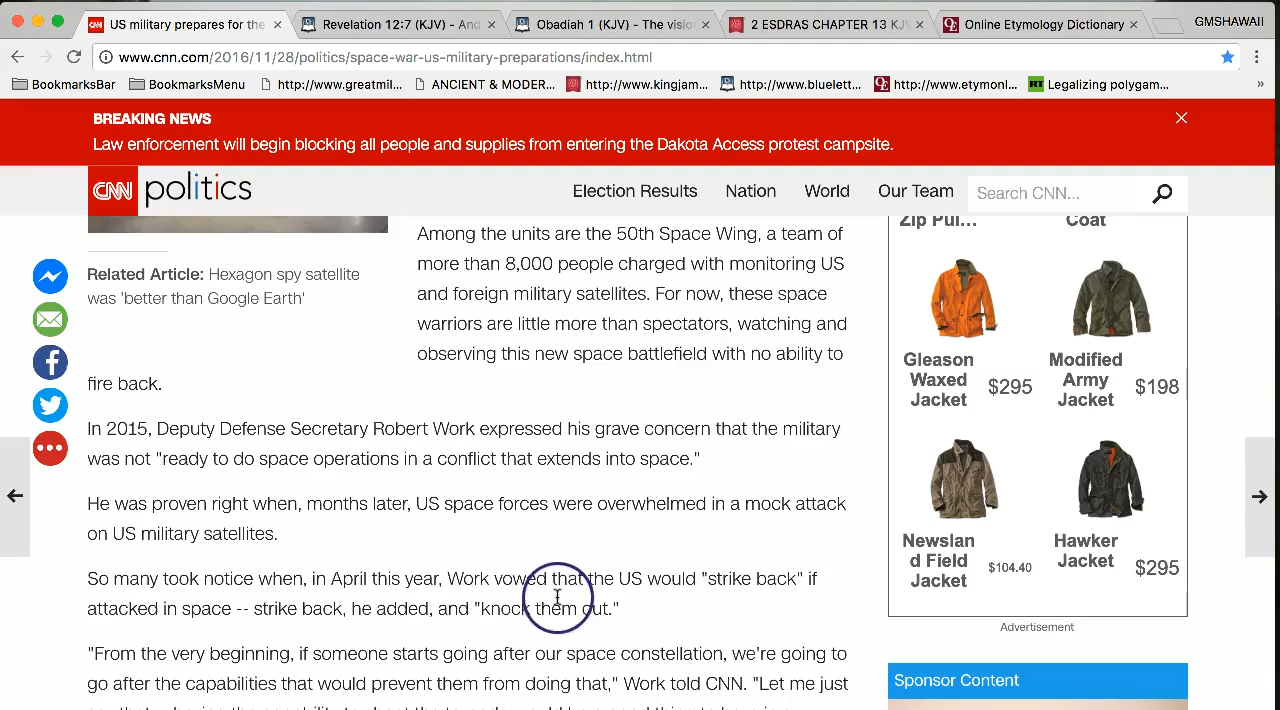 US military prepares for the
Revelation 12:7 (KJV) - And
Obadiah 1 (KJV) - The visio
2 ESDRAS CHAPTER 13 KJ
Online Etymology Dictionary
GMSHAWAII
www.cnn.com/2016/11/28/politics/space-war-us-military-preparations/index.html
BookmarksBar
BookmarksMenu
http://www.greatmil...
ANCIENT & MODER...
http://www.kingjam...
http://www.bluelett...
http://www.etymonl...
RT
Legalizing polygam...
»
BREAKING NEWS
Law enforcement will begin blocking all people and supplies from entering the Dakota Access protest campsite.
CNN politics
Election Results
Nation
World
Our Team
Search CNN...
Related Article: Hexagon spy satellite
was 'better than Google Earth'
Among the units are the 50th Space Wing, a team of
more than 8,000 people charged with monitoring US
and foreign military satellites. For now, these space
warriors are little more than spectators, watching and
observing this new space battlefield with no ability to
fire back.
In 2015, Deputy Defense Secretary Robert Work expressed his grave concern that the military
was not "ready to do space operations in a conflict that extends into space."
He was proven right when, months later, US space forces were overwhelmed in a mock attack
on US military satellites.
So many took notice when, in April this year, Work vowed that the US would "strike back" if
attacked in space -- strike back, he added, and "knock them out."
"From the very beginning, if someone starts going after our space constellation, we're going to
go after the capabilities that would prevent them from doing that," Work told CNN. "Let me just
Zip Pul...
Coat
Gleason
Waxed
Jacket
$295
Modified
Army
Jacket
$198
Newslan
d Field
Jacket
$104.40
Hawker
Jacket
$295
Advertisement
Sponsor Content